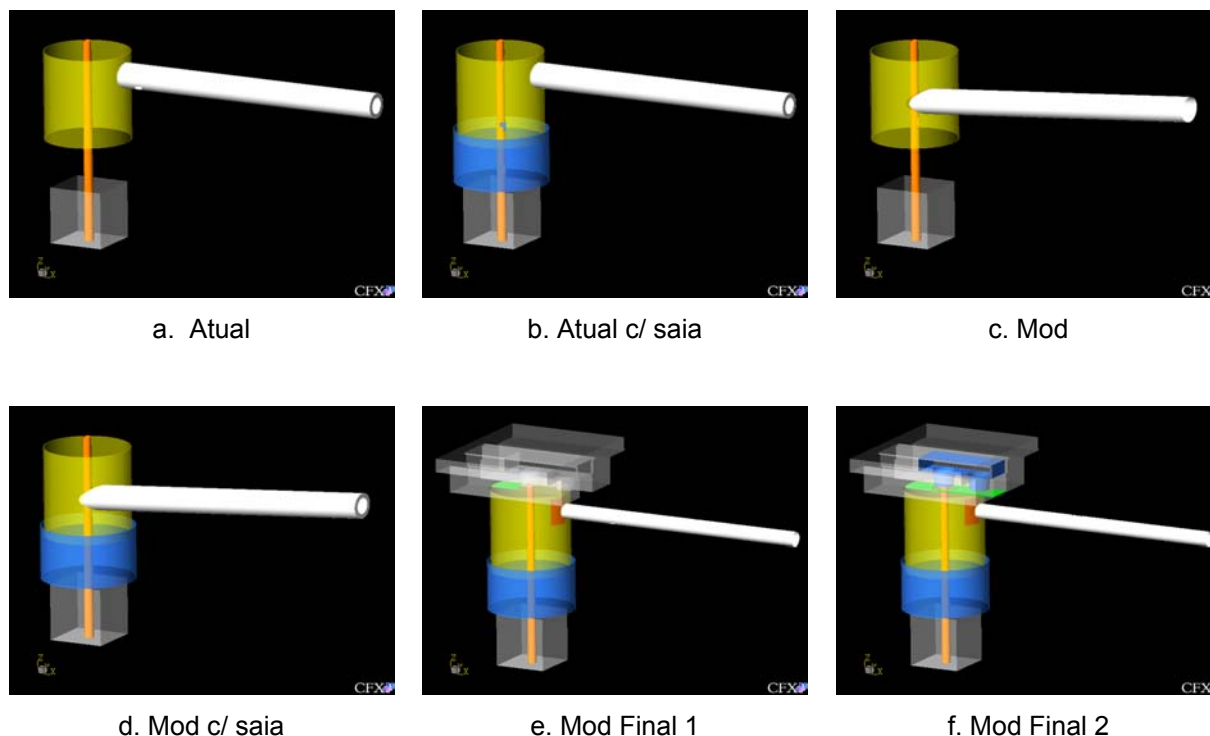 CFX
CFX
CFX
a. Atual
b. Atual c/ saia
c. Mod
CFX
CFX
CFX
d. Mod c/ saia
e. Mod Final 1
f. Mod Final 2